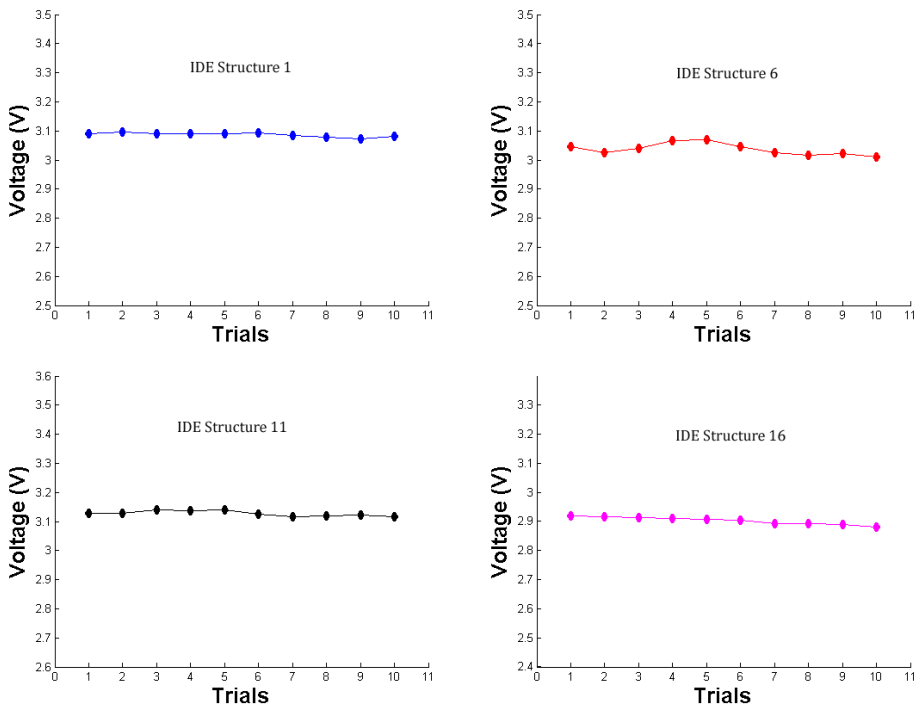 3.5
3.4
3.3
3.2
3.1
3
2.9
2.8
2.7
2.6
2.5
Voltage (V)
IDE Structure 1
0 1 2 3 4 5 6 7 8 9 10 11
Trials
3.5
3.4
3.3
3.2
3.1
3
2.9
2.8
2.7
2.6
2.5
Voltage (V)
IDE Structure 6
0 1 2 3 4 5 6 7 8 9 10 11
Trials
3.6
3.5
3.4
3.3
3.2
3.1
3
2.9
2.8
2.7
2.6
Voltage (V)
IDE Structure 11
0 1 2 3 4 5 6 7 8 9 10 11
Trials
3.3
3.2
3.1
3
2.9
2.8
2.7
2.6
2.5
2.4
Voltage (V)
IDE Structure 16
0 1 2 3 4 5 6 7 8 9 10 11
Trials